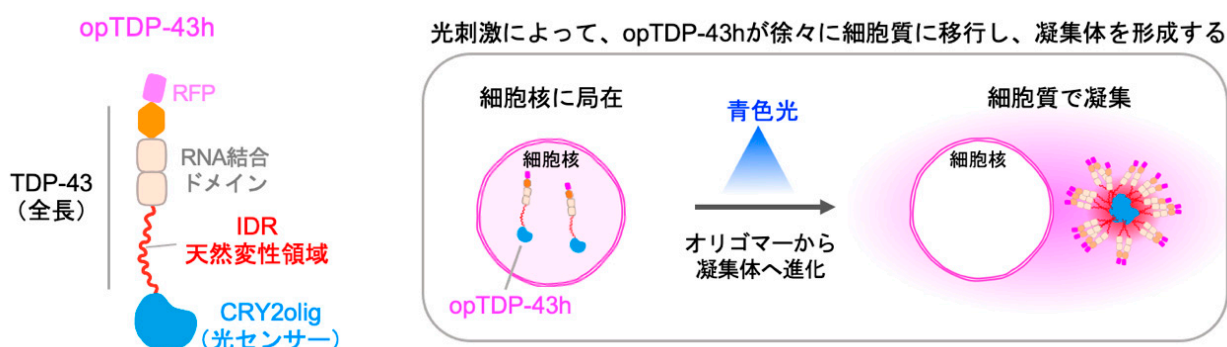 opTDP-43h
RFP
RNA結合
ドメイン
TDP-43
（全長）
IDR
天然変性領域
CRY2olig
（光センサー）
光刺激によって、opTDP-43hが徐々に細胞質に移行し、凝集体を形成する
細胞核に局在
細胞核
opTDP-43h
青色光
オリゴマーから
凝集体へ進化
細胞質で凝集
細胞核